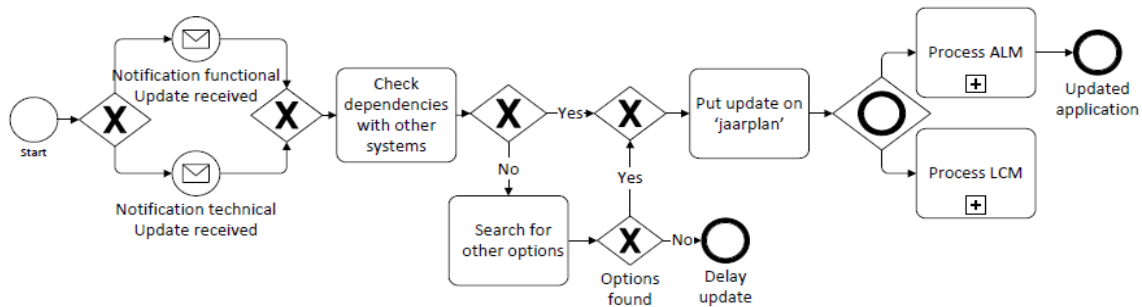 Start
Notification functional
Update received
Notification technical
Update received
Check
dependencies
with other
systems
Yes
No
Search for
other options
Yes
Options
found
No
Delay
update
Put update on
‘jaarplan’
Process ALM
Updated
application
Process LCM